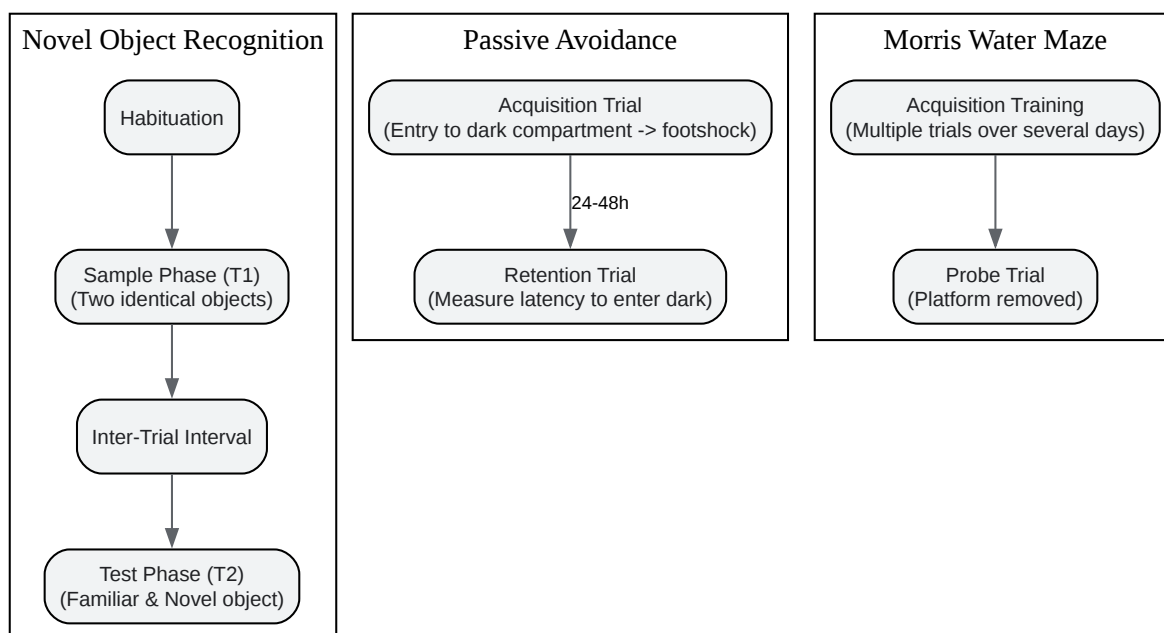 Novel Object Recognition
Habituation
Sample Phase (T1)
(Two identical objects)
Inter-Trial Interval
Test Phase (T2)
(Familiar & Novel object)
Passive Avoidance
Acquisition Trial
(Entry to dark compartment -> footshock)
24-48h
Retention Trial
(Measure latency to enter dark)
Morris Water Maze
Acquisition Training
(Multiple trials over several days)
Probe Trial
(Platform removed)